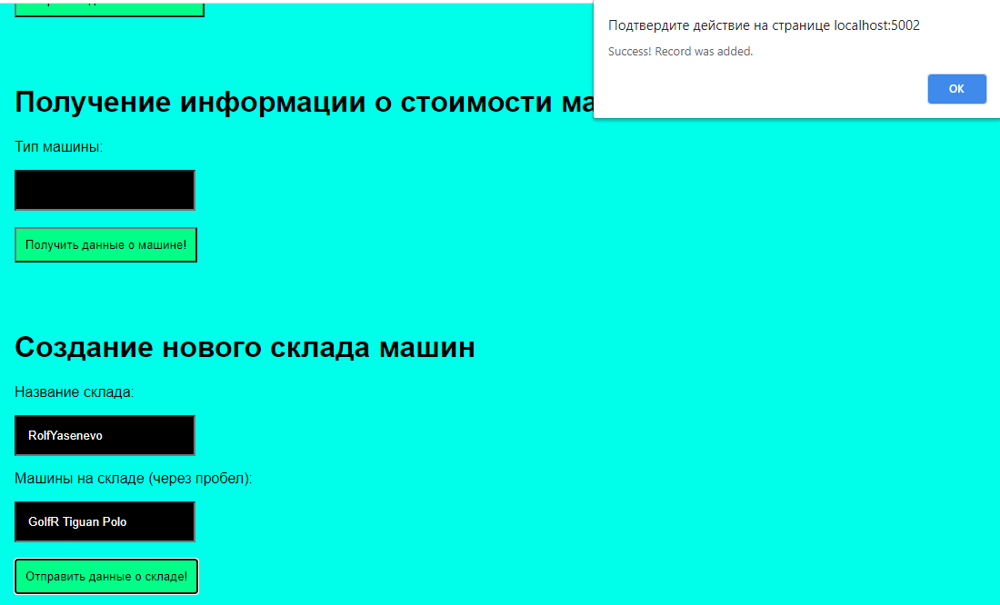 Подтвердите действие на странице localhost:5002
Success! Record was added.
OK
Получение информации о стоимости ма
Тип машины:
Получить данные о машине!
Создание нового склада машин
Название склада:
RolfYasenevo
Машины на складе (через пробел):
GolfR Tiguan Polo
Отправить данные о складе!